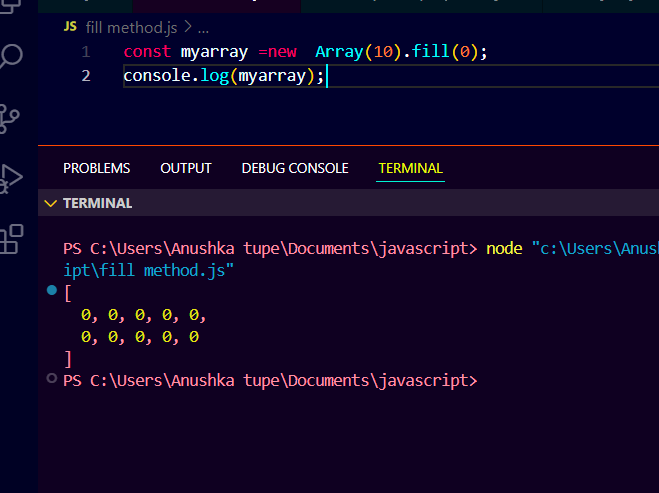 JS fill method.js > ...
1 const myarray =new  Array(10).fill(0);
2 console.log(myarray);
PROBLEMS OUTPUT DEBUG CONSOLE TERMINAL
TERMINAL
PS C:\Users\Anushka tupe\Documents\javascript> node "c:\Users\Anush
ipt\fill method.js"
[
  0, 0, 0, 0, 0,
  0, 0, 0, 0, 0
]
PS C:\Users\Anushka tupe\Documents\javascript>